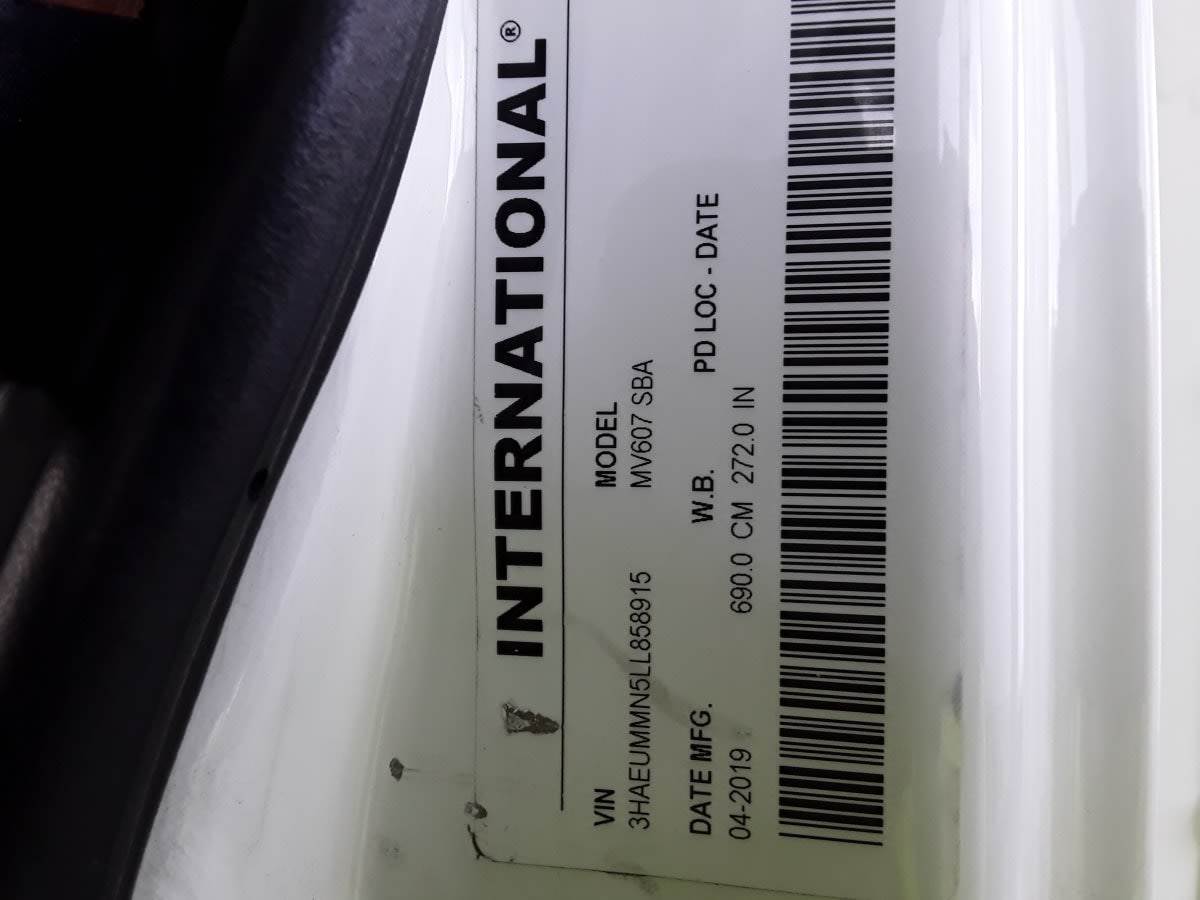 INTERNATIONAL®
VIN MODEL
3HAEUMMN5LL858915 MV607 SBA
DATE MFG. W.B. PD LOC - DATE
04-2019 690.0 CM 272.0 IN